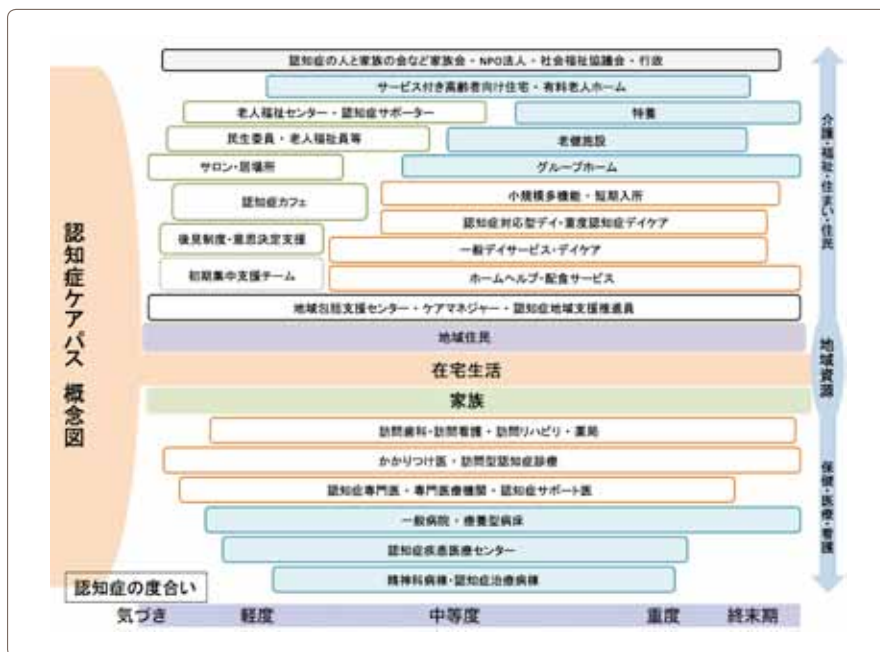 認知症の人と家族の会など家族会・NPO法人・社会福祉協議会・行政
サービス付き高齢者向け住宅・有料老人ホーム
老人福祉センター・認知症サポーター
特養
民生委員・老人福祉員等
老健施設
サロン・居場所
グループホーム
認知症カフェ
小規模多機能・短期入所
認知症対応型デイ・重度認知症デイケア
後見制度・意思決定支援
一般デイサービス・デイケア
初期集中支援チーム
ホームヘルプ・配食サービス
地域包括支援センター・ケアマネジャー・認知症地域支援推進員
地域住民
在宅生活
家族
訪問歯科・訪問看護・訪問リハビリ・薬局
かかりつけ医・訪問型認知症診療
認知症専門医・専門医療機関・認知症サポート医
一般病院・療養型病床
認知症疾患医療センター
精神科病棟・認知症治療病棟
認知症ケアパス 概念図
介護・福祉・住まい・住民
地域資源
保健・医療・看護
認知症の度合い
気づき 軽度 中等度 重度 終末期